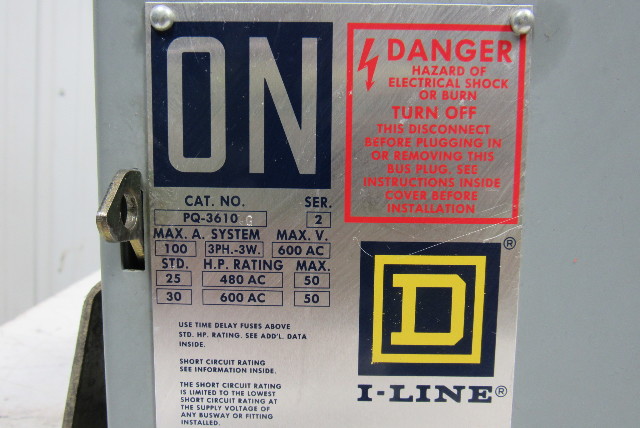 ON
DANGER
HAZARD OF
ELECTRICAL SHOCK
OR BURN
TURN OFF
THIS DISCONNECT
BEFORE PLUGGING IN
OR REMOVING THIS
BUS PLUG. SEE
INSTRUCTIONS INSIDE
COVER BEFORE
INSTALLATION
CAT. NO. SER.
PQ-3610 G 2
MAX. A. SYSTEM MAX. V.
100 3PH.-3W. 600 AC
STD. H.P. RATING MAX.
25 480 AC 50
30 600 AC 50
USE TIME DELAY FUSES ABOVE
STD. HP. RATING. SEE ADD'L. DATA
INSIDE.
SHORT CIRCUIT RATING
SEE INFORMATION INSIDE.
THE SHORT CIRCUIT RATING
IS LIMITED TO THE LOWEST
SHORT CIRCUIT RATING AT
THE SUPPLY VOLTAGE OF
ANY BUSWAY OR FITTING
INSTALLED.
®
D
I-LINE®